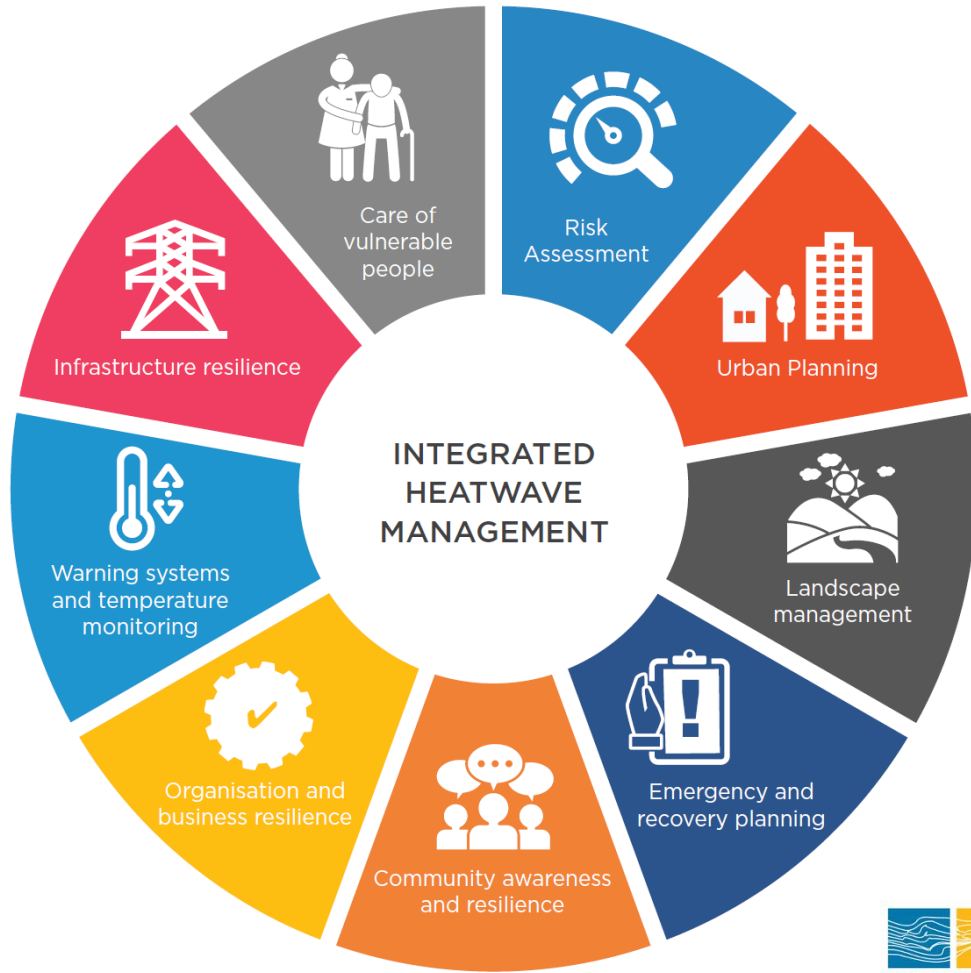 INTEGRATED
HEATWAVE
MANAGEMENT
Risk
Assessment
Urban Planning
Landscape
management
Emergency and
recovery planning
Community awareness
and resilience
Organisation and
business resilience
Warning systems
and temperature
monitoring
Infrastructure resilience
Care of
vulnerable
people